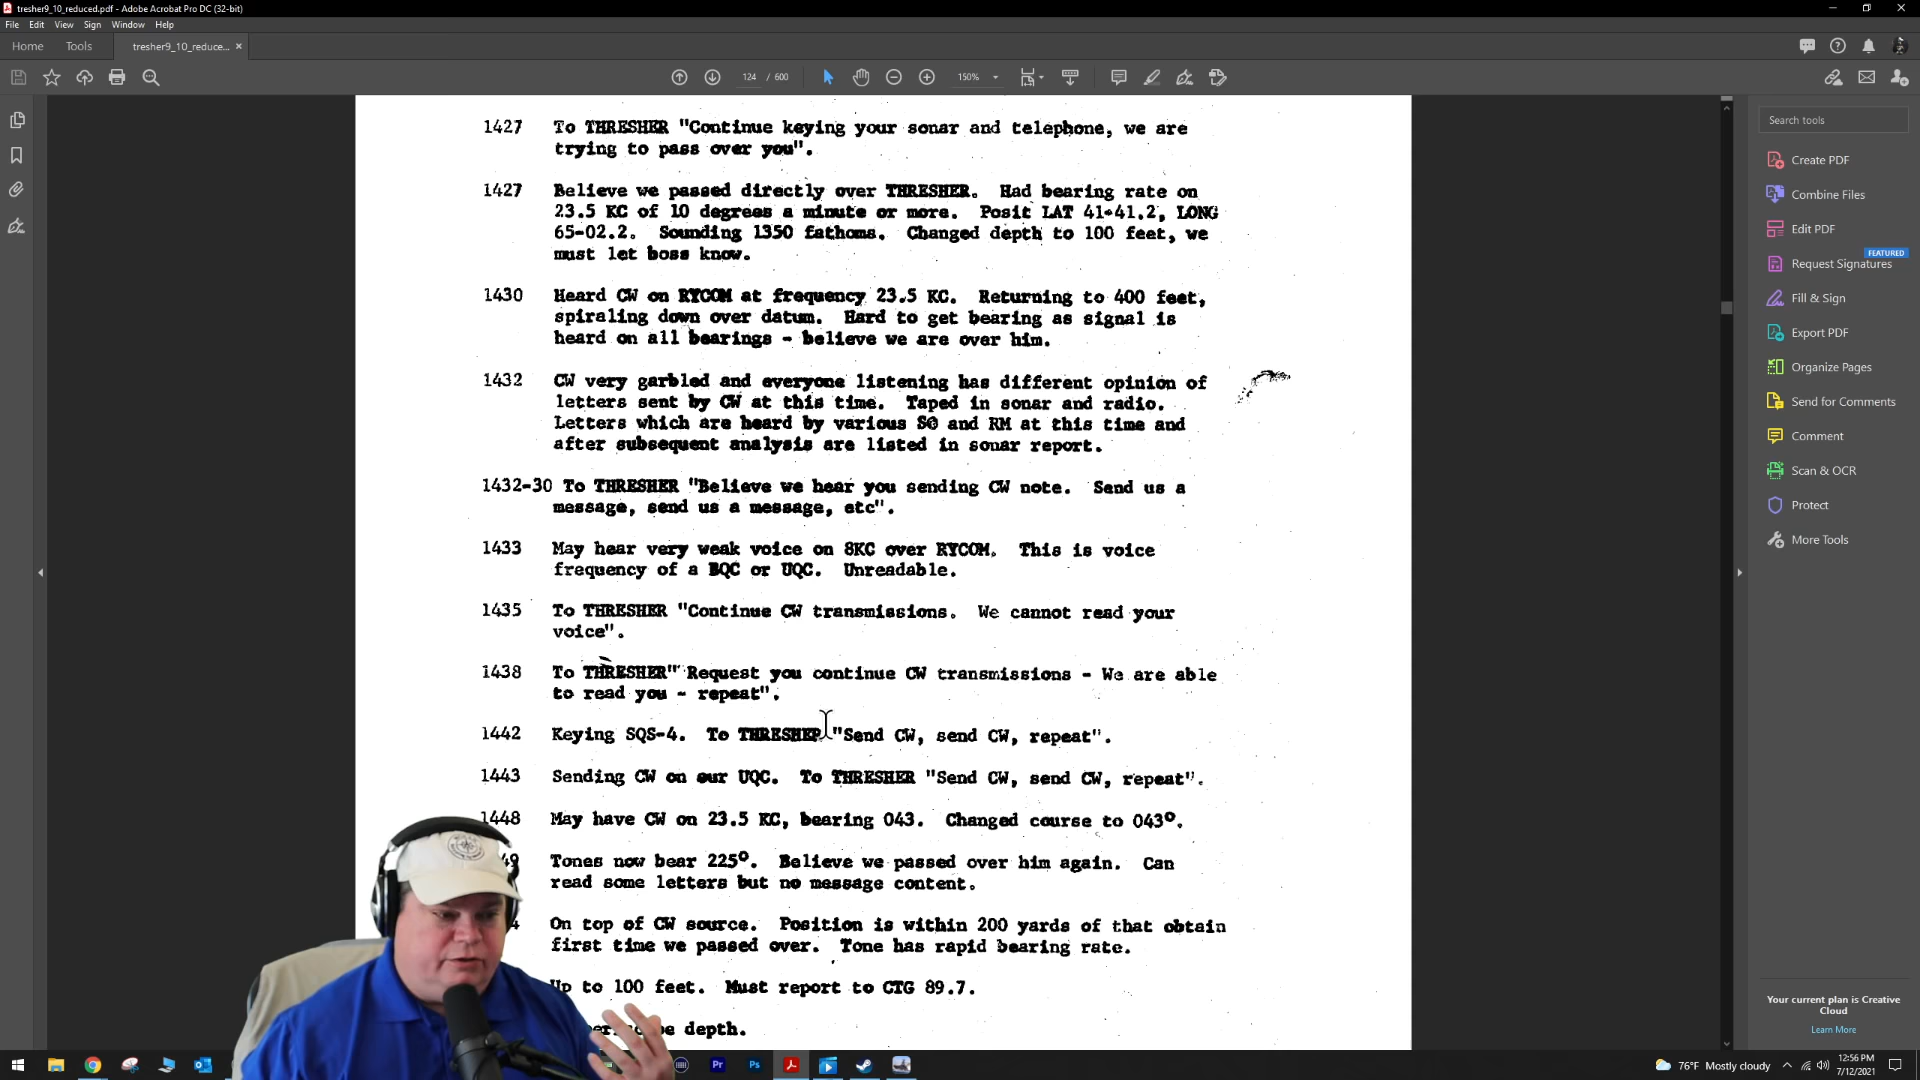 tresher9_10_reduced.pdf - Adobe Acrobat Pro DC (32-bit)
File Edit View Sign Window Help
Home Tools tresher9_10_reduce... ×
124 / 600 150%
Search tools
Create PDF
Combine Files
Edit PDF
FEATURED
Request Signatures
Fill & Sign
Export PDF
Organize Pages
Send for Comments
Comment
Scan & OCR
Protect
More Tools
Your current plan is Creative
Cloud
Learn More
1427 To THRESHER "Continue keying your sonar and telephone, we are
trying to pass over you".
1427 Believe we passed directly over THRESHER. Had bearing rate on
23.5 KC of 10 degrees a minute or more. Posit LAT 41-41.2, LONG
65-02.2. Sounding 1350 fathoms. Changed depth to 100 feet, we
must let boss know.
1430 Heard CW on RYCOM at frequency 23.5 KC. Returning to 400 feet,
spiraling down over datum. Hard to get bearing as signal is
heard on all bearings - believe we are over him.
1432 CW very garbled and everyone listening has different opinion of
letters sent by CW at this time. Taped in sonar and radio.
Letters which are heard by various SO and RM at this time and
after subsequent analysis are listed in sonar report.
1432-30 To THRESHER "Believe we hear you sending CW note. Send us a
message, send us a message, etc".
1433 May hear very weak voice on 8KC over RYCOM. This is voice
frequency of a BQC or UQC. Unreadable.
1435 To THRESHER "Continue CW transmissions. We cannot read your
voice".
1438 To THRESHER" Request you continue CW transmissions - We are able
to read you - repeat".
1442 Keying SQS-4. To THRESHER "Send CW, send CW, repeat".
1443 Sending CW on our UQC. To THRESHER "Send CW, send CW, repeat".
1448 May have CW on 23.5 KC, bearing 043. Changed course to 043°.
49 Tones now bear 225°. Believe we passed over him again. Can
read some letters but no message content.
4 On top of CW source. Position is within 200 yards of that obtain
first time we passed over. Tone has rapid bearing rate.
Up to 100 feet. Must report to CTG 89.7.
depth.
Pr Ps
76°F Mostly cloudy
12:56 PM
7/12/2021